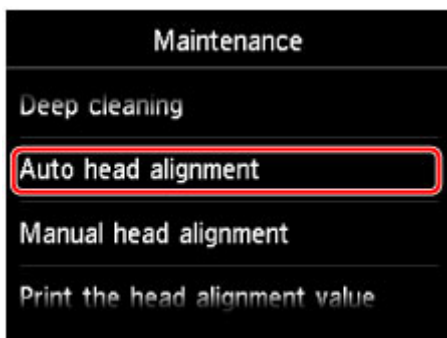 Maintenance
Deep cleaning
Auto head alignment
Manual head alignment
Print the head alignment value